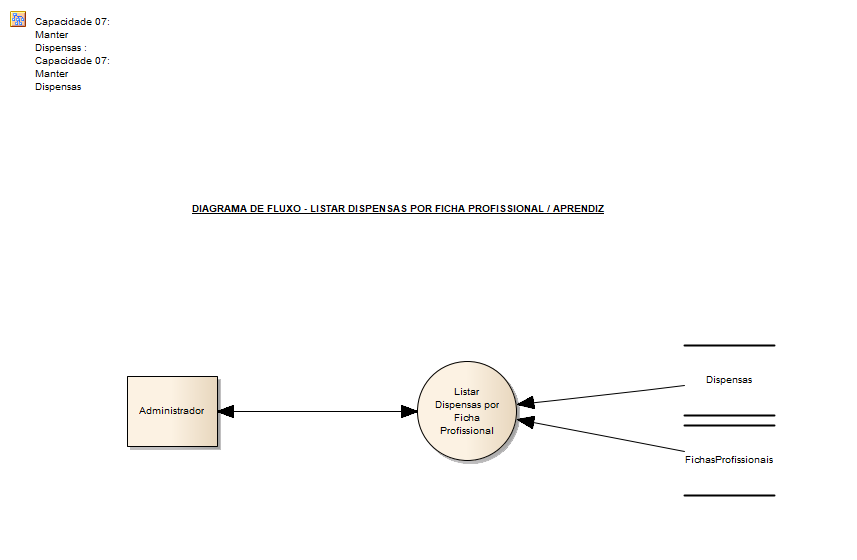 Capacidade 07:
Manter
Dispensas :
Capacidade 07:
Manter
Dispensas
DIAGRAMA DE FLUXO - LISTAR DISPENSAS POR FICHA PROFISSIONAL / APRENDIZ
Administrador
Listar
Dispensas por
Ficha
Profissional
Dispensas
FichasProfissionais